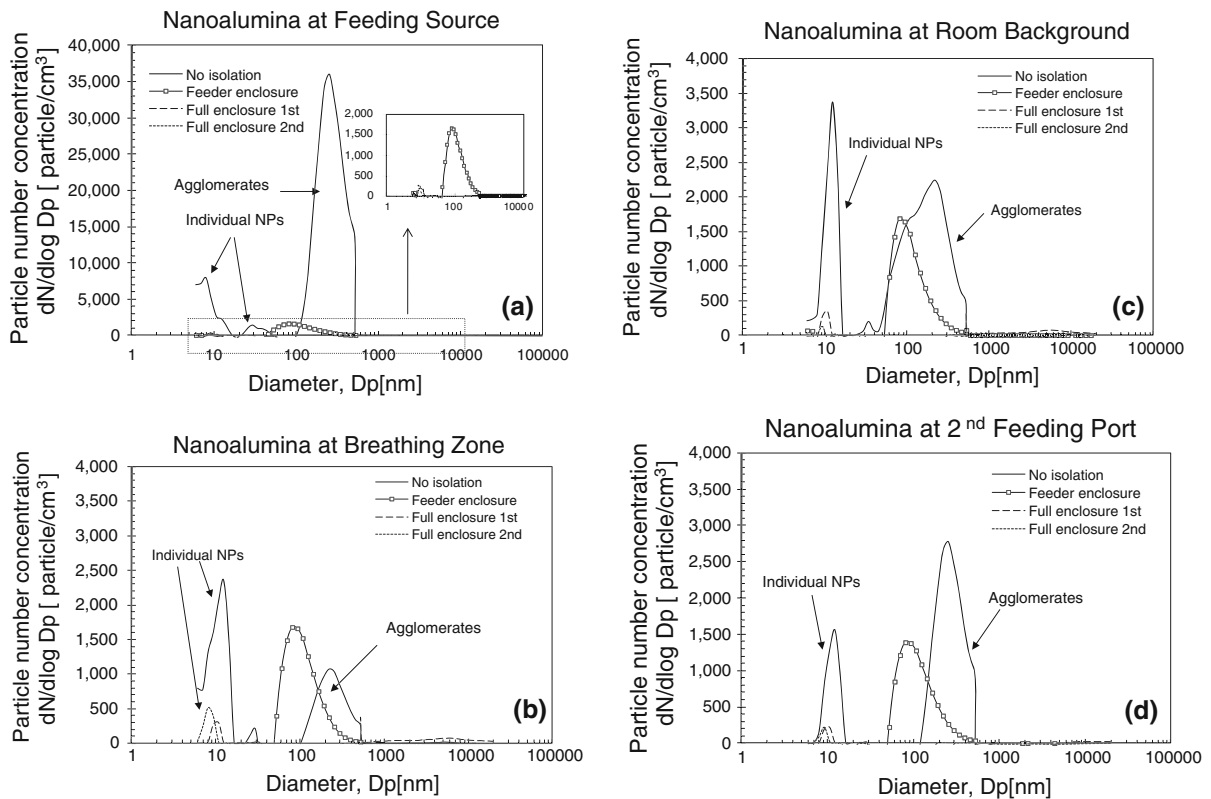 Nanoalumina at Feeding Source
Particle number concentration
dN/dlog Dp [ particle/cm³]
40,000
35,000
30,000
25,000
20,000
15,000
10,000
5,000
0
No isolation
Feeder enclosure
Full enclosure 1st
Full enclosure 2nd
2,000
1,500
1,000
500
0
1
100
10000
Agglomerates
Individual NPs
(a)
1
10
100
1000
10000
100000
Diameter, Dp[nm]
Nanoalumina at Room Background
Particle number concentration
dN/dlog Dp [ particle/cm³]
4,000
3,500
3,000
2,500
2,000
1,500
1,000
500
0
No isolation
Feeder enclosure
Full enclosure 1st
Full enclosure 2nd
Individual NPs
Agglomerates
(c)
1
10
100
1000
10000
100000
Diameter, Dp[nm]
Nanoalumina at Breathing Zone
Particle number concentration
dN/dlog Dp [ particle/cm³]
4,000
3,500
3,000
2,500
2,000
1,500
1,000
500
0
No isolation
Feeder enclosure
Full enclosure 1st
Full enclosure 2nd
Individual NPs
Agglomerates
(b)
1
10
100
1000
10000
100000
Diameter, Dp[nm]
Nanoalumina at 2 nd Feeding Port
Particle number concentration
dN/dlog Dp [ particle/cm³]
4,000
3,500
3,000
2,500
2,000
1,500
1,000
500
0
No isolation
Feeder enclosure
Full enclosure 1st
Full enclosure 2nd
Individual NPs
Agglomerates
(d)
1
10
100
1000
10000
100000
Diameter, Dp[nm]